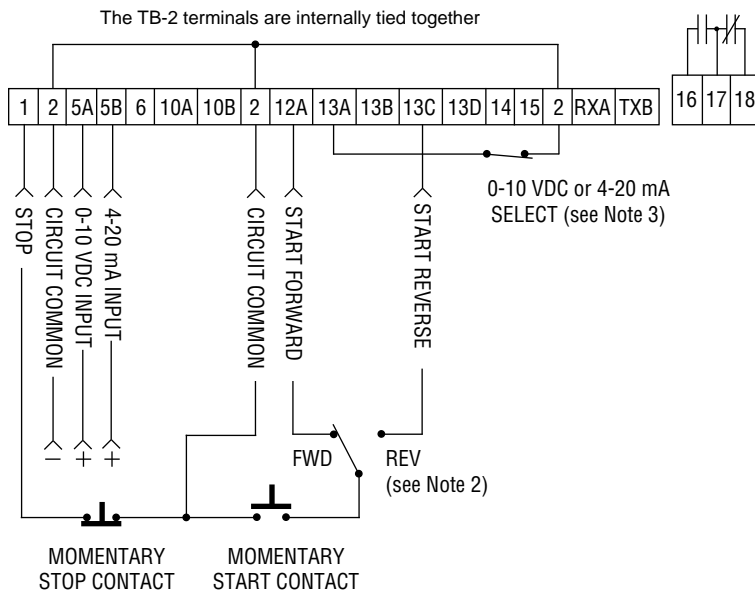 The TB-2 terminals are internally tied together
1 2 5A 5B 6 10A 10B 2 12A 13A 13B 13C 13D 14 15 2 RXA TXB
16 17 18
0-10 VDC or 4-20 mA
SELECT (see Note 3)
STOP
CIRCUIT COMMON
0-10 VDC INPUT
4-20 mA INPUT
CIRCUIT COMMON
START FORWARD
START REVERSE
– + +
FWD
REV
(see Note 2)
MOMENTARY
STOP CONTACT
MOMENTARY
START CONTACT